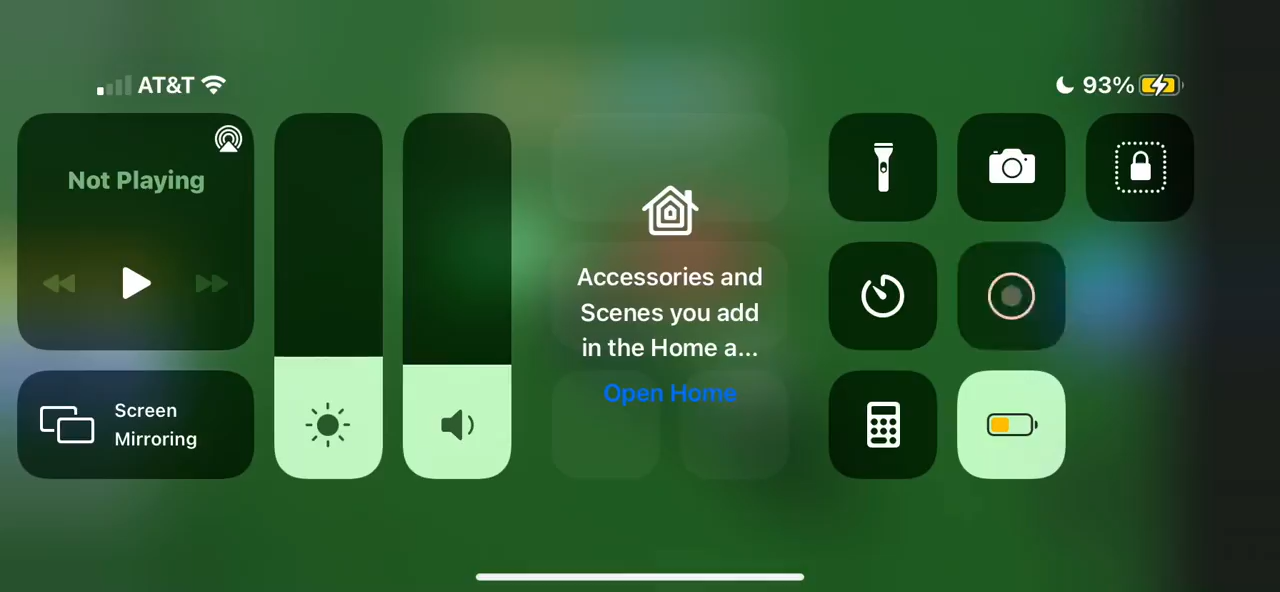 AT&T
93%
Not Playing
Accessories and
Scenes you add
in the Home a...
Open Home
Screen
Mirroring